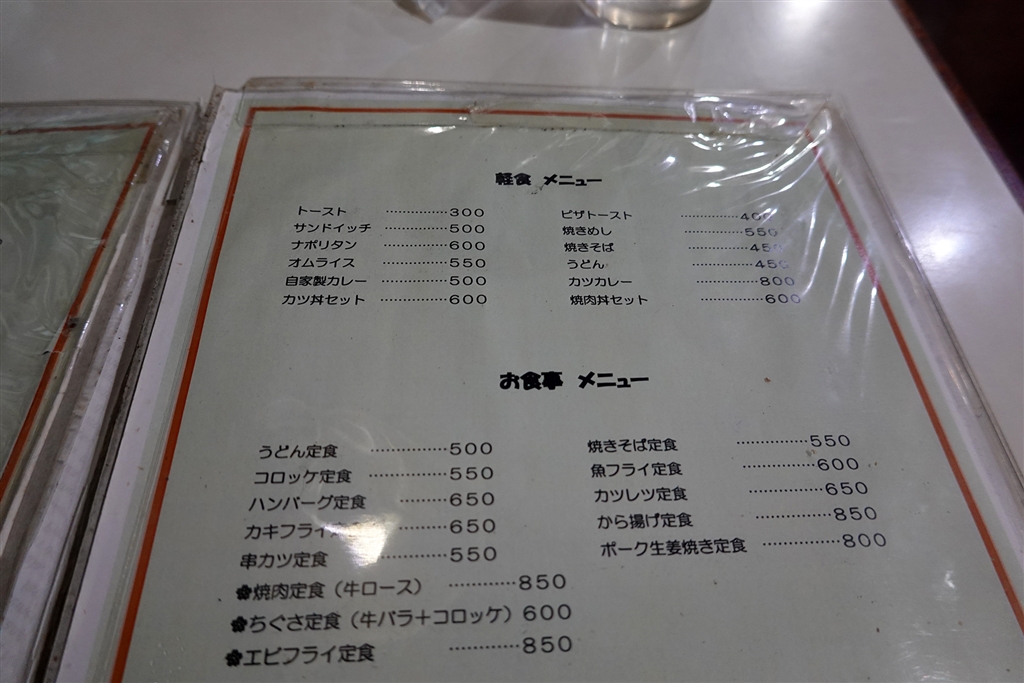 軽食 メニュー
トースト ……………300
サンドイッチ ……………500
ナポリタン ……………600
オムライス ……………550
自家製カレー ……………500
カツ丼セット ……………600
ピザトースト ……………400
焼きめし ……………550
焼きそば ……………450
うどん ……………450
カツカレー ……………800
焼肉丼セット ……………600
お食事 メニュー
うどん定食 ……………500
コロッケ定食 ……………550
ハンバーグ定食 …………650
カキフライ定食 …………650
串カツ定食 ……………550
✿焼肉定食（牛ロース） …………850
✿ちぐさ定食（牛バラ＋コロッケ）600
✿エビフライ定食 ……………850
焼きそば定食 ……………550
魚フライ定食 ……………600
カツレツ定食 ……………650
から揚げ定食 ……………850
ポーク生姜焼き定食 ……………800